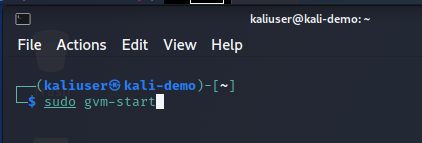 kaliuser@kali-demo: ~
File Actions Edit View Help
┌──(kaliuser㉿kali-demo)-[~]
└─$ sudo gvm-start